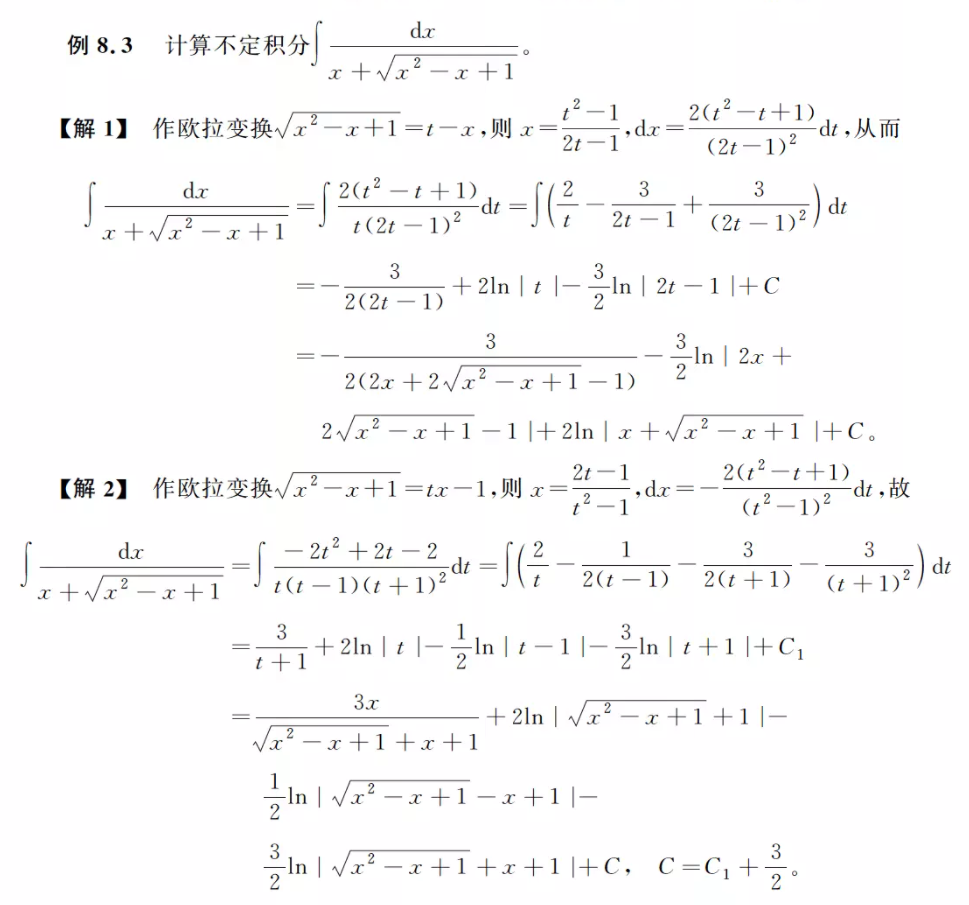 例 8.3 计算不定积分∫ dx/(x+√(x²−x+1))。
【解 1】 作欧拉变换√(x²−x+1)=t−x,则 x=(t²−1)/(2t−1),dx=2(t²−t+1)/(2t−1)² dt,从而
∫ dx/(x+√(x²−x+1)) =∫ 2(t²−t+1)/(t(2t−1)²) dt =∫(2/t − 3/(2t−1) + 3/(2t−1)²) dt
=− 3/(2(2t−1)) +2ln|t|− 3/2 ln|2t−1|+C
=− 3/(2(2x+2√(x²−x+1)−1)) − 3/2 ln|2x+
2√(x²−x+1)−1|+2ln|x+√(x²−x+1)|+C。
【解 2】 作欧拉变换√(x²−x+1)=tx−1,则 x=(2t−1)/(t²−1),dx=− 2(t²−t+1)/(t²−1)² dt,故
∫ dx/(x+√(x²−x+1)) =∫ (−2t²+2t−2)/(t(t−1)(t+1)²) dt =∫(2/t − 1/(2(t−1)) − 3/(2(t+1)) − 3/(t+1)²) dt
= 3/(t+1) +2ln|t|− 1/2 ln|t−1|− 3/2 ln|t+1|+C₁
= 3x/(√(x²−x+1)+x+1) +2ln|√(x²−x+1)+1|−
1/2 ln|√(x²−x+1)−x+1|−
3/2 ln|√(x²−x+1)+x+1|+C, C=C₁+ 3/2。